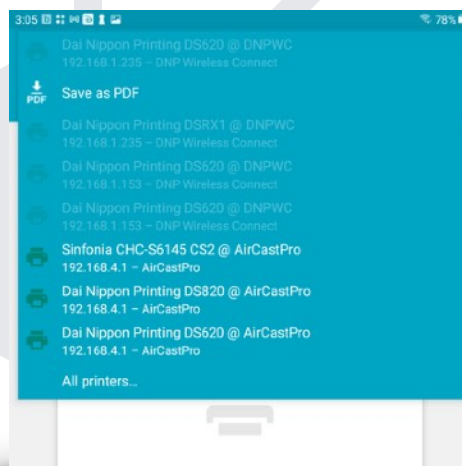 3:05
78%
Dai Nippon Printing DS620 @ DNPWC
192.168.1.235 – DNP Wireless Connect
PDF
Save as PDF
Dai Nippon Printing DSRX1 @ DNPWC
192.168.1.235 – DNP Wireless Connect
Dai Nippon Printing DS620 @ DNPWC
192.168.1.153 – DNP Wireless Connect
Dai Nippon Printing DS620 @ DNPWC
192.168.1.153 – DNP Wireless Connect
Sinfonia CHC-S6145 CS2 @ AirCastPro
192.168.4.1 – AirCastPro
Dai Nippon Printing DS820 @ AirCastPro
192.168.4.1 – AirCastPro
Dai Nippon Printing DS620 @ AirCastPro
192.168.4.1 – AirCastPro
All printers...